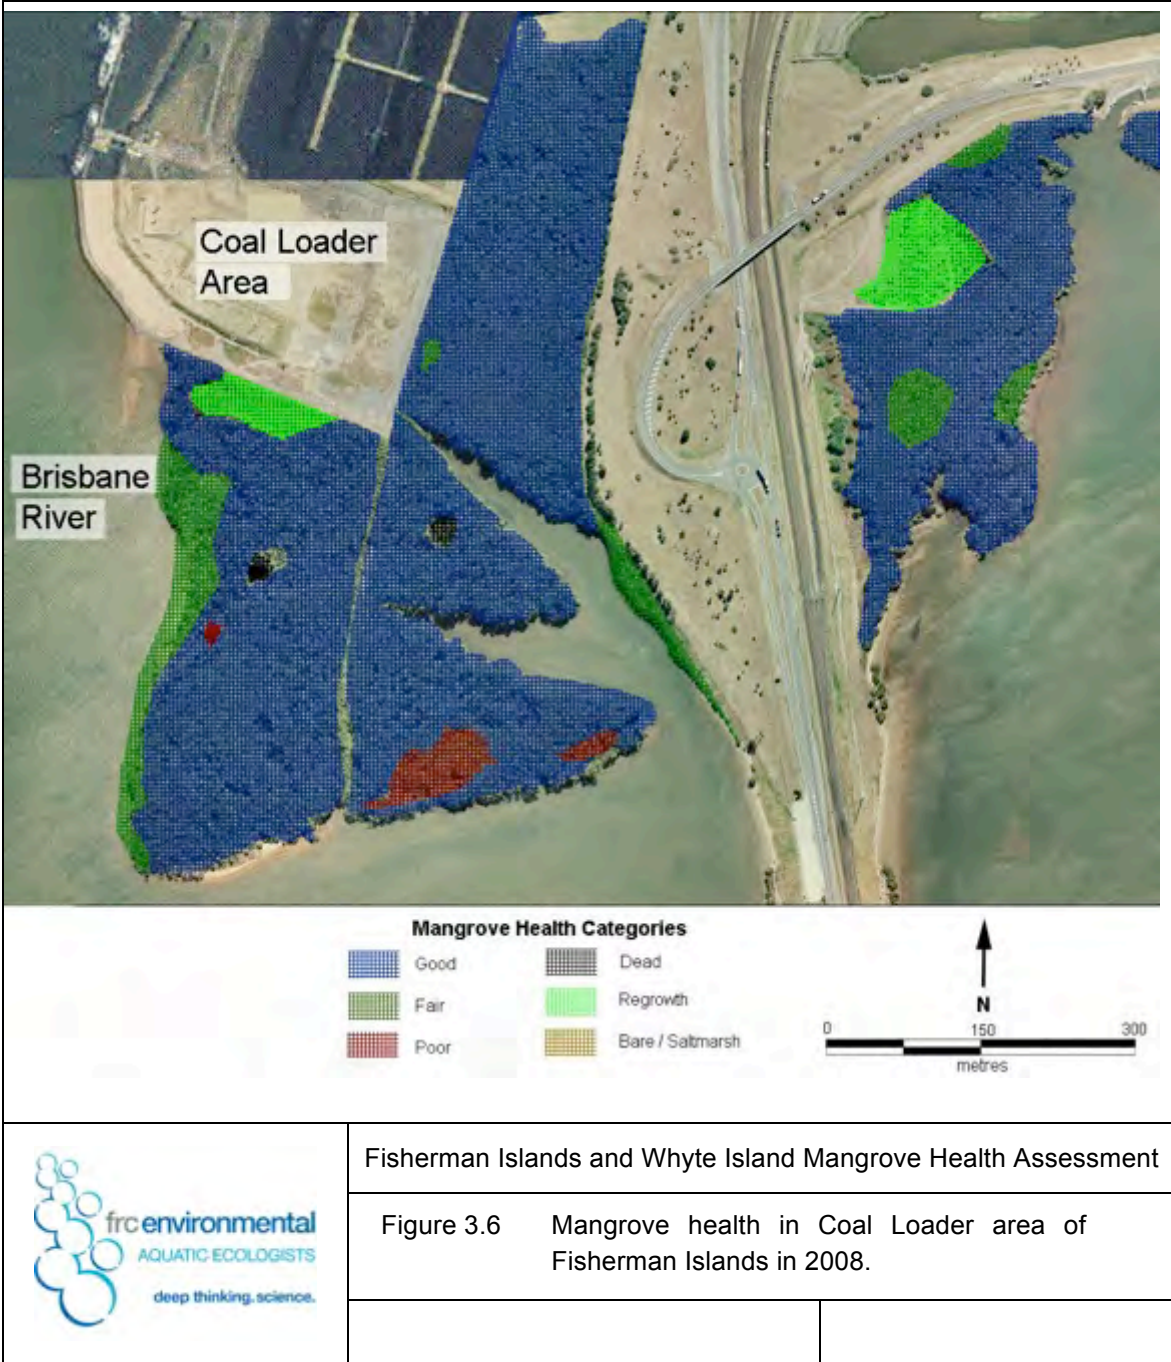 Coal Loader
Area
Brisbane
River
Mangrove Health Categories
Good
Fair
Poor
Dead
Regrowth
Bare / Saltmarsh
N
0 150 300
metres
frc environmental
AQUATIC ECOLOGISTS
deep thinking. science.
Fisherman Islands and Whyte Island Mangrove Health Assessment
Figure 3.6 Mangrove health in Coal Loader area of
Fisherman Islands in 2008.